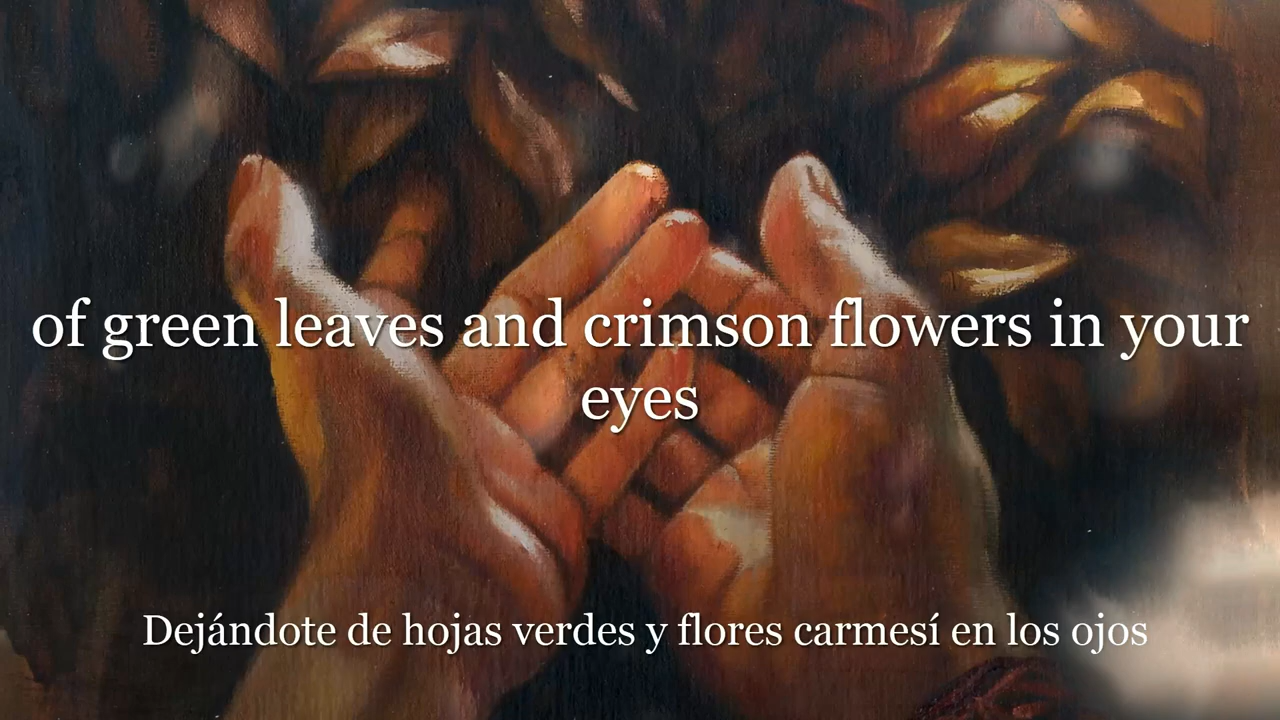 of green leaves and crimson flowers in your
eyes
Dejándote de hojas verdes y flores carmesí en los ojos